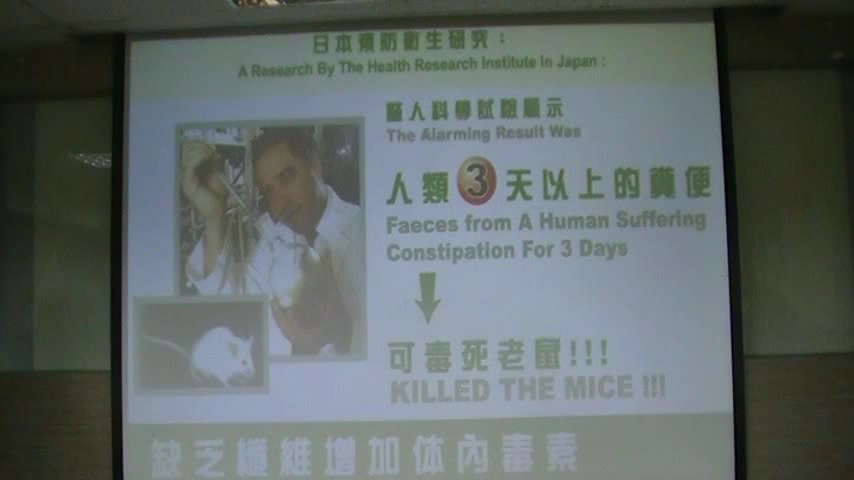 日本預防衛生研究：
A Research By The Health Research Institute In Japan :
驚人科學試驗顯示
The Alarming Result Was
人類3天以上的糞便
Faeces from A Human Suffering
Constipation For 3 Days
可毒死老鼠!!!
KILLED THE MICE !!!
缺乏纖維增加体內毒素